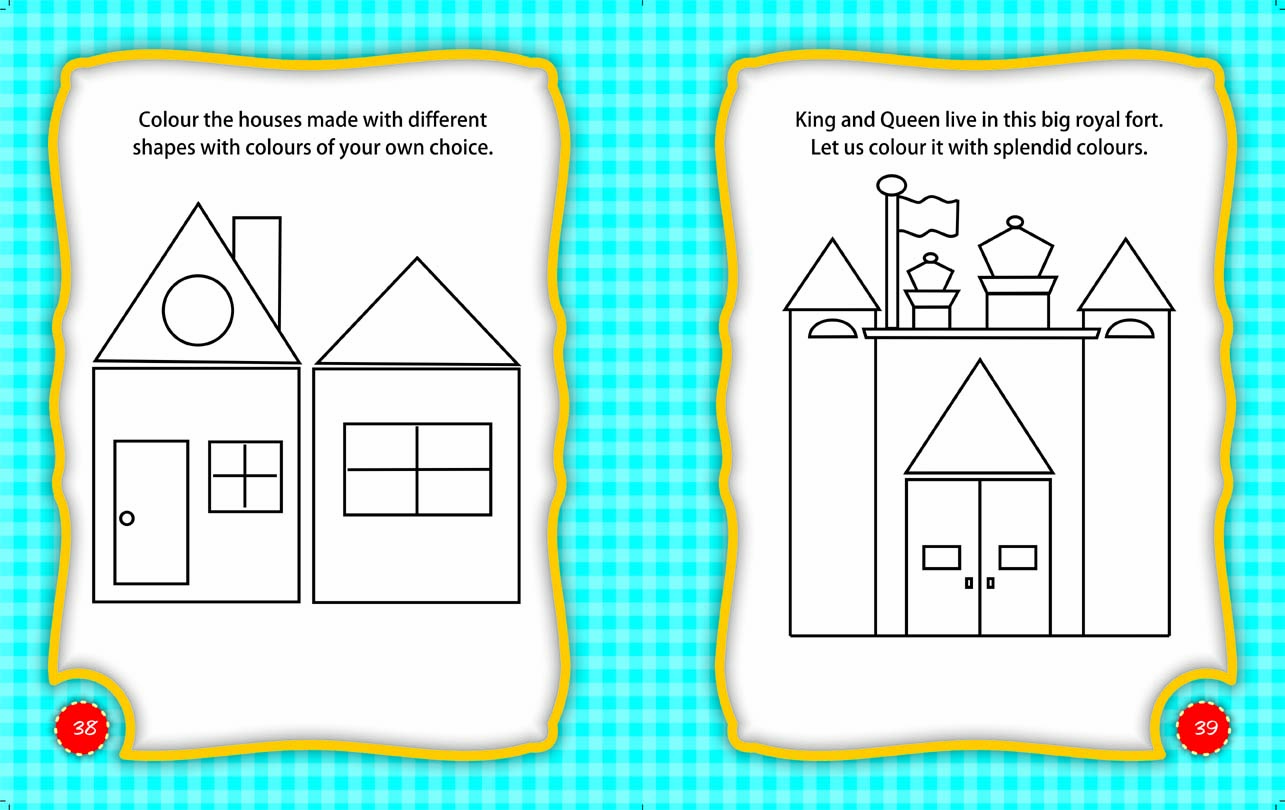 Colour the houses made with different
shapes with colours of your own choice.
38
King and Queen live in this big royal fort.
Let us colour it with splendid colours.
39